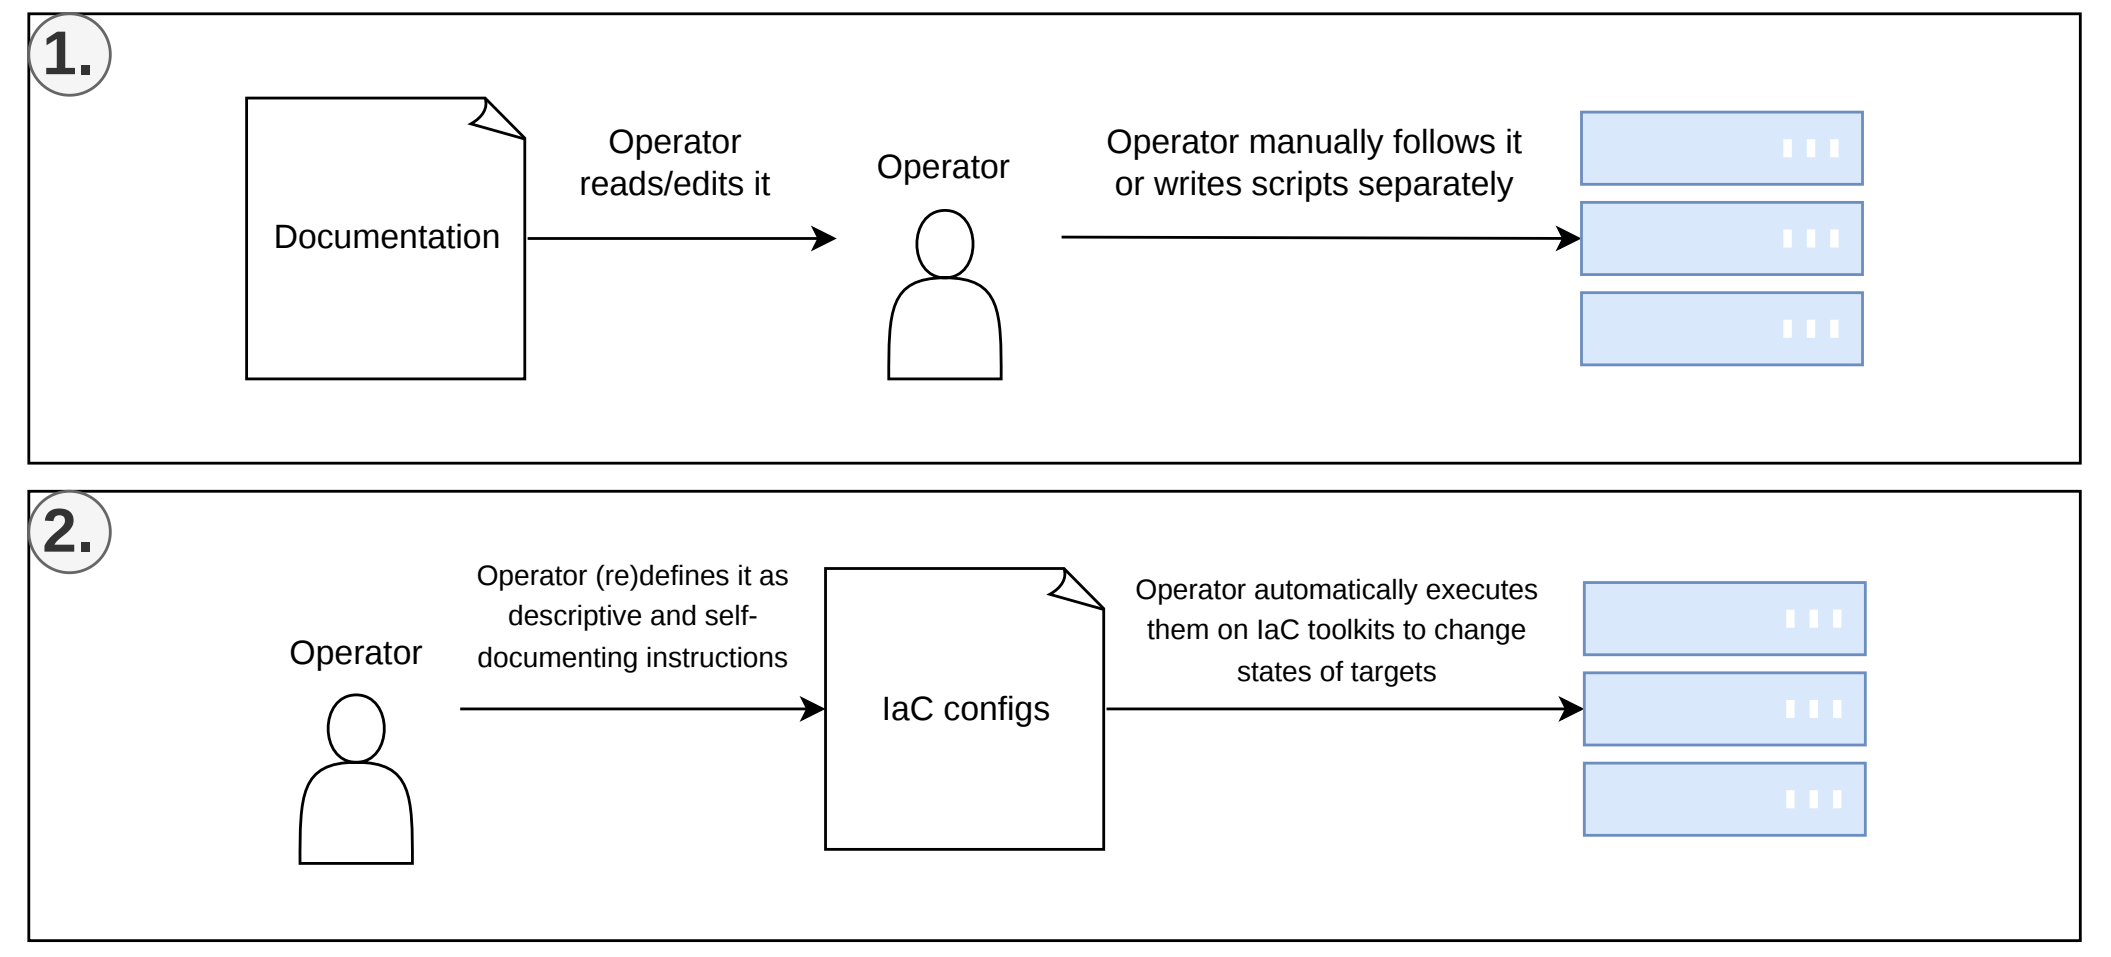 1.
Documentation
Operator
reads/edits it
Operator
Operator manually follows it
or writes scripts separately
2.
Operator
Operator (re)defines it as
descriptive and self-
documenting instructions
IaC configs
Operator automatically executes
them on IaC toolkits to change
states of targets